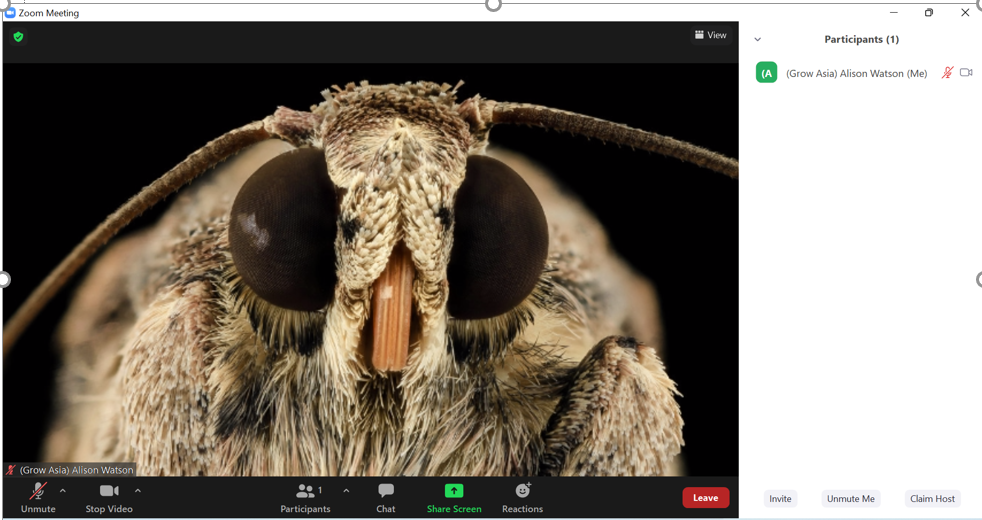 Zoom Meeting
View
Participants (1)
(A
(Grow Asia) Alison Watson (Me)
(Grow Asia) Alison Watson
Unmute
Stop Video
1
Participants
Chat
Share Screen
Reactions
Leave
Invite
Unmute Me
Claim Host